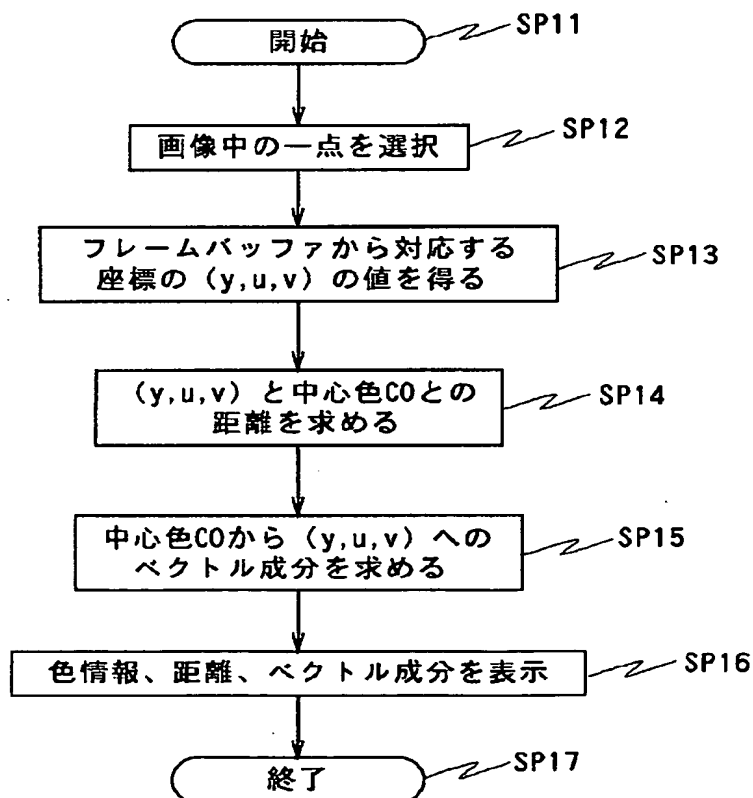 開始
SP11
画像中の一点を選択
SP12
フレームバッファから対応する
座標の (y,u,v) の値を得る
SP13
(y,u,v) と中心色COとの
距離を求める
SP14
中心色COから (y,u,v) への
ベクトル成分を求める
SP15
色情報、距離、ベクトル成分を表示
SP16
終了
SP17